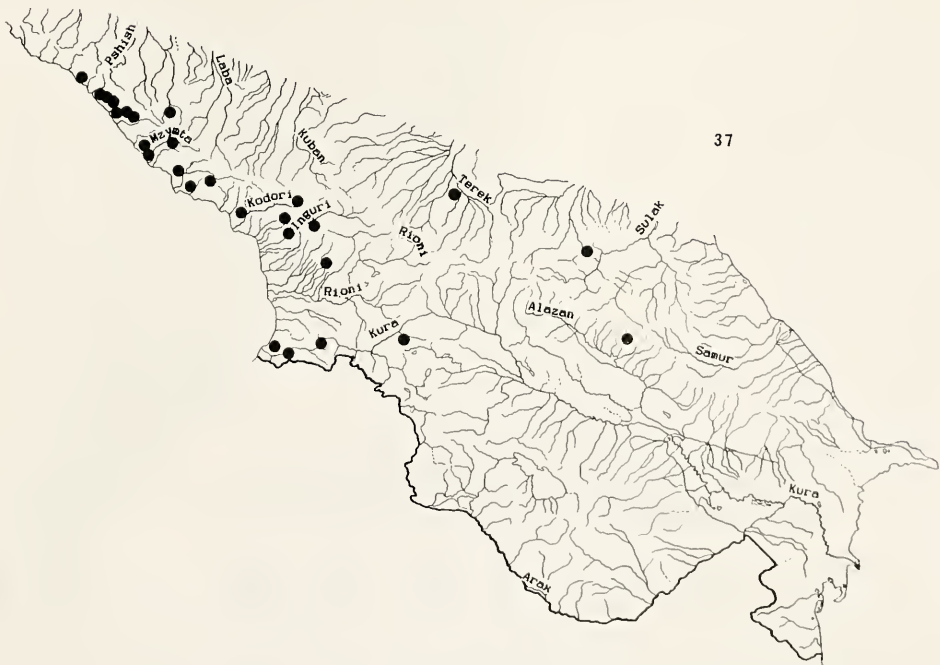 Pshish
Laba
Mzymta
Kuban
37
Terek
Kodori
Inguri
Sulak
Rioni
Rioni
Alazan
Kura
Samur
Kura
Arax